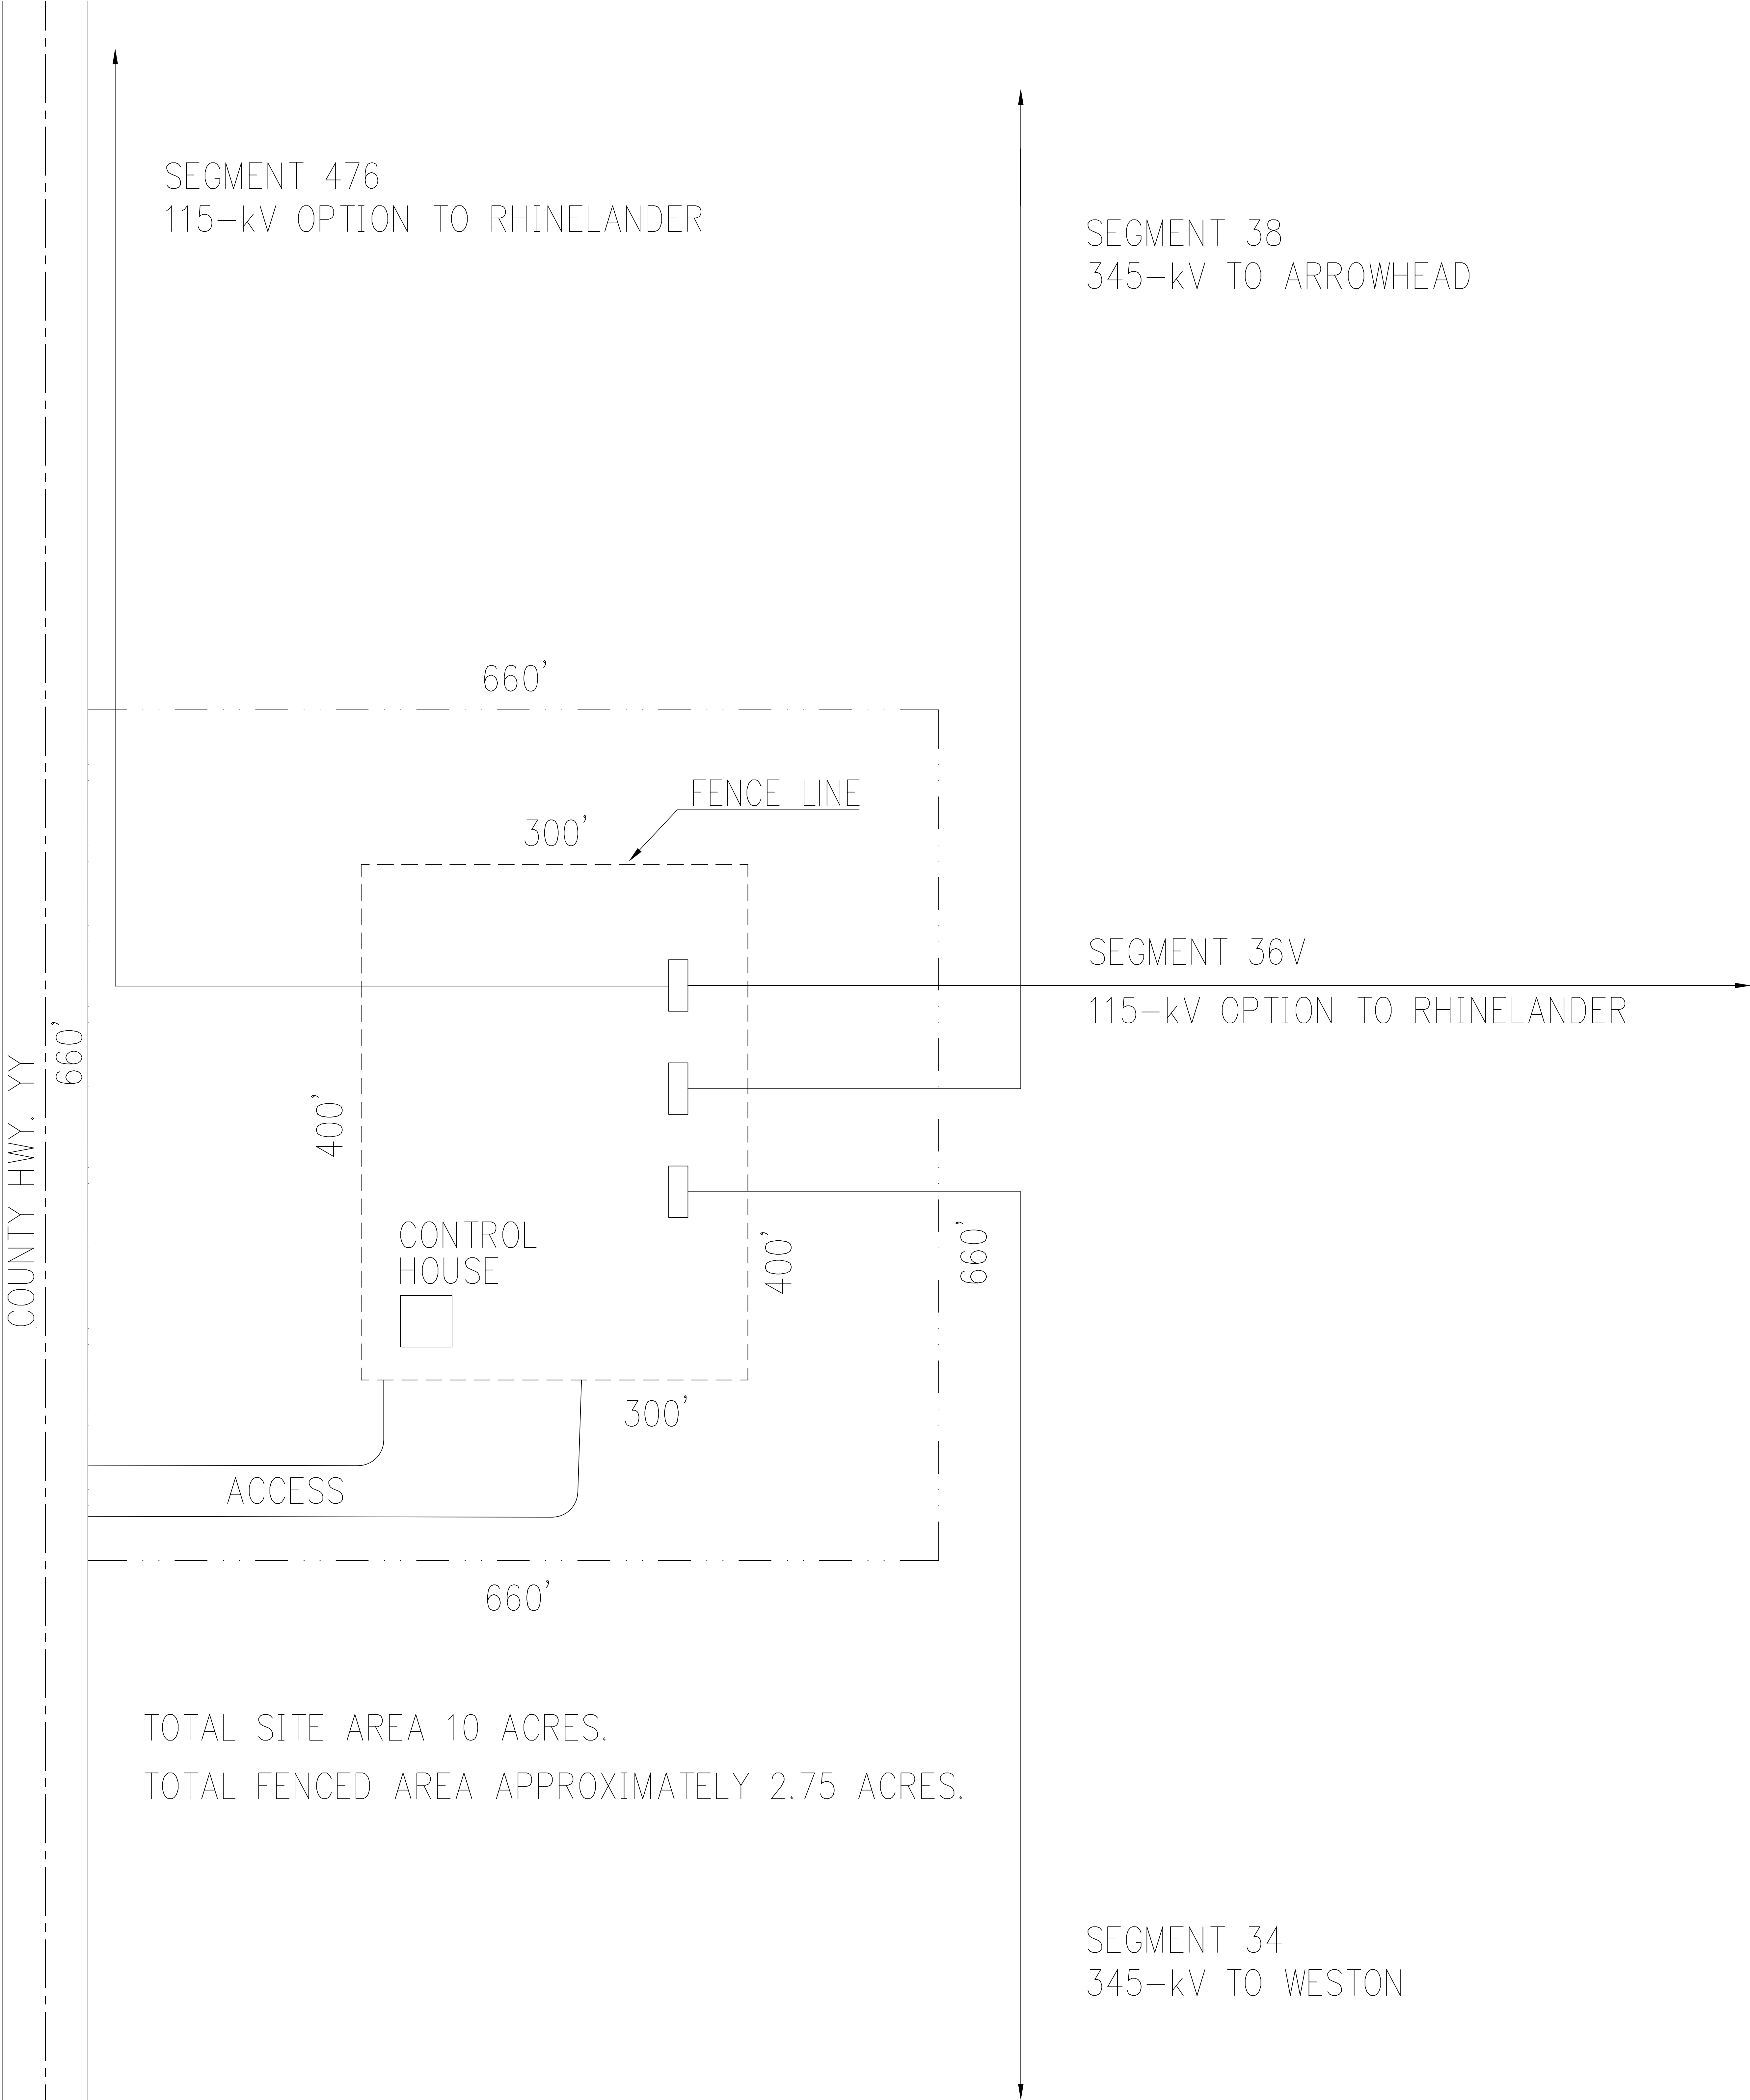 SEGMENT 476
115-kV OPTION TO RHINELANDER
SEGMENT 38
345-kV TO ARROWHEAD
660'
FENCE LINE
300'
SEGMENT 36V
115-kV OPTION TO RHINELANDER
660'
COUNTY HWY. YY
400'
CONTROL
HOUSE
400'
660'
300'
ACCESS
660'
TOTAL SITE AREA 10 ACRES.
TOTAL FENCED AREA APPROXIMATELY 2.75 ACRES.
SEGMENT 34
345-kV TO WESTON